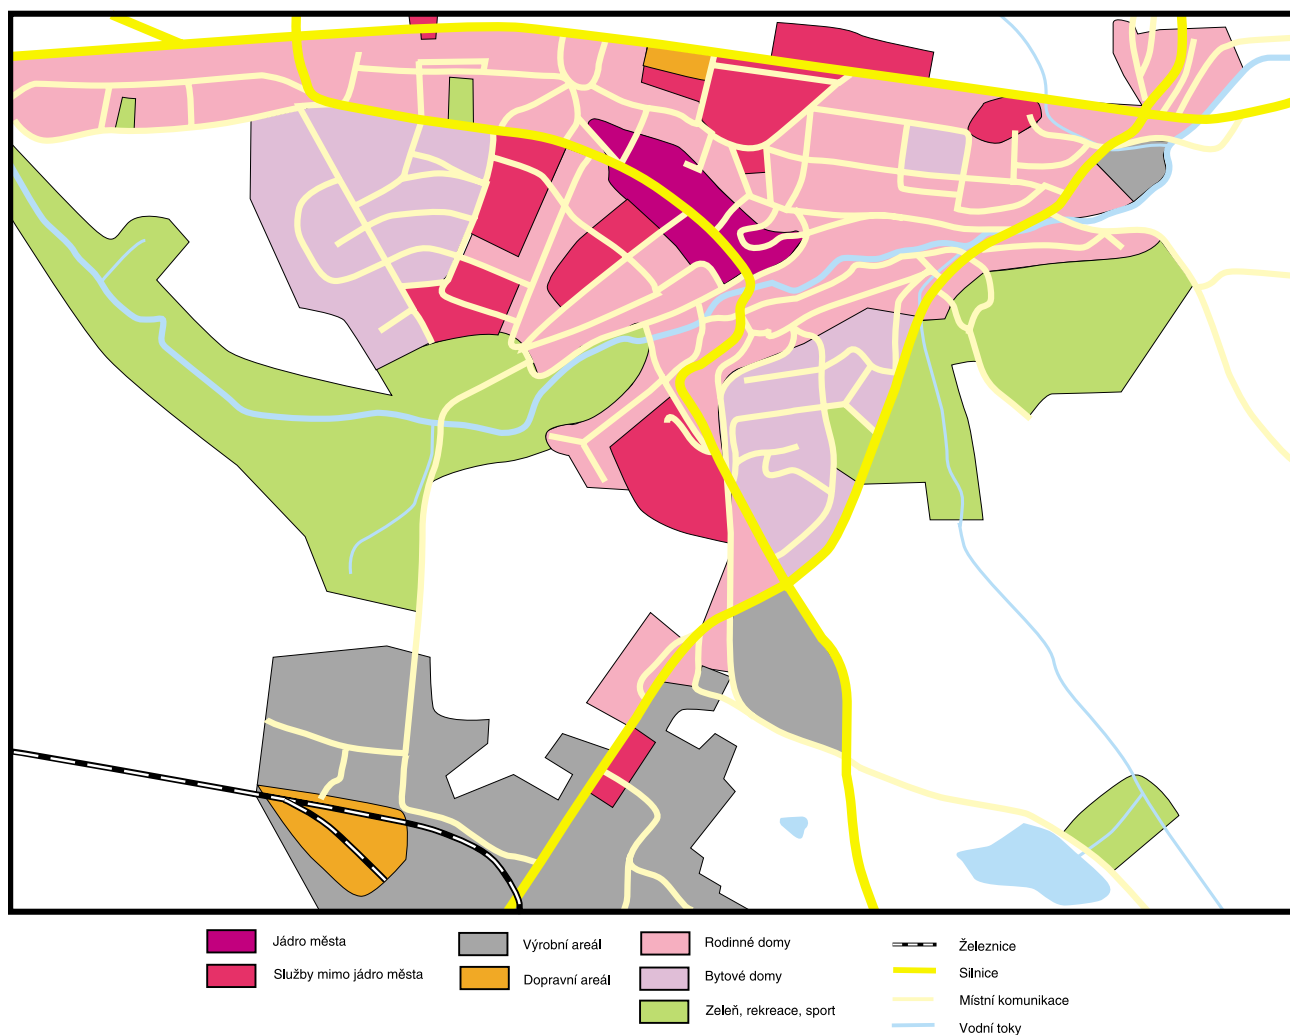 Jádro města
Služby mimo jádro města
Výrobní areál
Dopravní areál
Rodinné domy
Bytové domy
Zeleň, rekreace, sport
Železnice
Silnice
Místní komunikace
Vodní toky